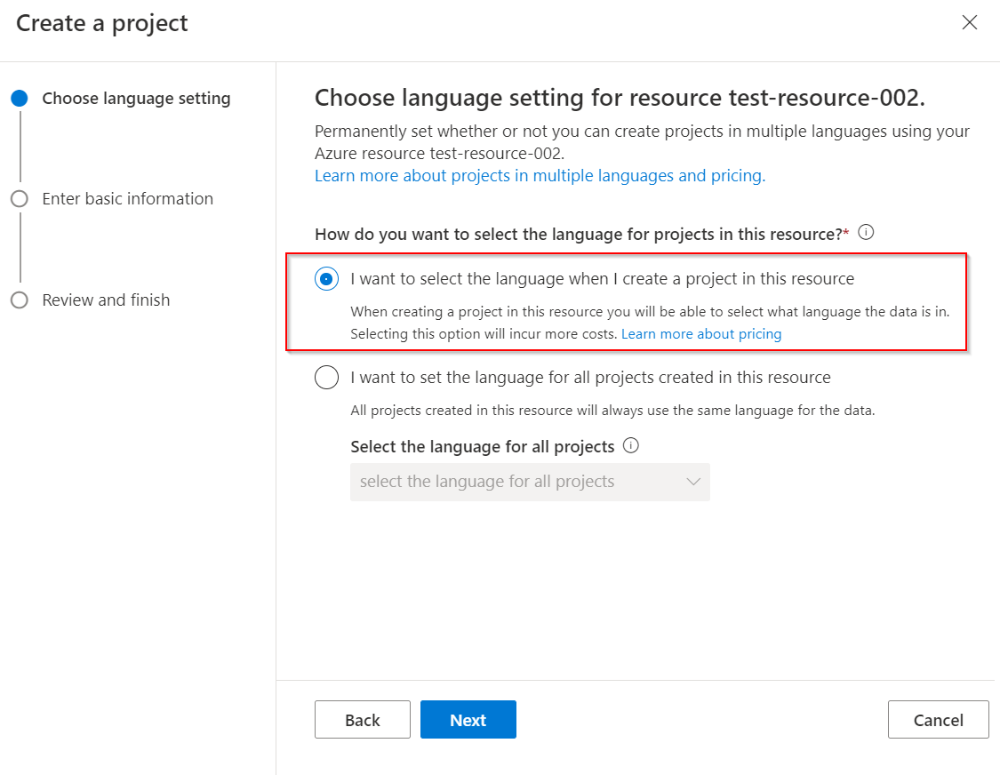 Create a project
Choose language setting
Enter basic information
Review and finish
Choose language setting for resource test-resource-002.
Permanently set whether or not you can create projects in multiple languages using your
Azure resource test-resource-002.
Learn more about projects in multiple languages and pricing.
How do you want to select the language for projects in this resource?*
I want to select the language when I create a project in this resource
When creating a project in this resource you will be able to select what language the data is in.
Selecting this option will incur more costs. Learn more about pricing
I want to set the language for all projects created in this resource
All projects created in this resource will always use the same language for the data.
Select the language for all projects
select the language for all projects
Back
Next
Cancel